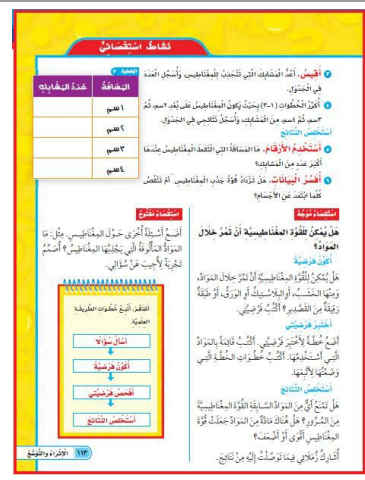 نشاط استقصائي
٣ أقيس. أعد المشابك التي تنجذب للمغناطيس وأسجل العدد
في الجدول.
٤ أكرر الخطوات (١-٣) بحيث يكون المغناطيس على بعد ٢سم، ثم
٣سم، ثم ٤سم، من المشابك، وأسجل نتائجي في الجدول.
أستخلص النتائج
٥ أستخدم الأرقام. ما المسافة التي التقط المغناطيس عندها
أكبر عدد من المشابك؟
٦ أفسر البيانات. هل تزداد قوة جذب المغناطيس أم تنقص
كلما ابتعد عن الأجسام؟
الخطوة ٣
المسافة عدد المشابك
١سم
٢سم
٣سم
٤سم
استقصاء موجه
هل يمكن للقوة المغناطيسية أن تمر خلال
المواد؟
أكون فرضية
هل يمكن للقوة المغناطيسية أن تمر خلال المواد،
ومنها الخشب، أو البلاستيك أو الورق، أو طبقة
رقيقة من القصدير؟ أكتب فرضيتي.
أختبر فرضيتي
أضع خطة لأختبر فرضيتي. أكتب قائمة بالمواد
التي أستخدمها. أكتب خطوات الخطة التي
وضعتها لأتبعها.
أستخلص النتائج
هل تمنع أي من المواد السابقة القوة المغناطيسية
من المرور؟ هل هناك مادة من المواد جعلت قوة
المغناطيس أقوى أو أضعف؟
أشارك زملائي فيما توصلت إليه من نتائج.
استقصاء مفتوح
أضع أسئلة أخرى حول المغناطيس. مثل: ما
المواد المألوفة التي يجذبها المغناطيس؟ أصمم
تجربة لأجيب عن سؤالي.
أتذكر: أتبع خطوات الطريقة
العلمية.
أسأل سؤالا
أكون فرضية
أفحص فرضيتي
أستخلص النتائج
١١٣ الإثراء والتوسع